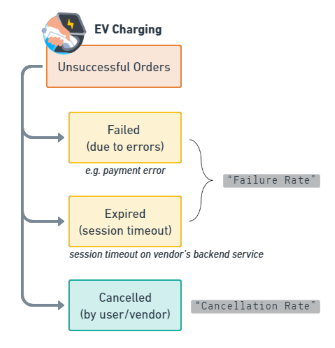 EV Charging
Unsuccessful Orders
Failed
(due to errors)
e.g. payment error
"Failure Rate"
Expired
(session timeout)
session timeout on vendor's backend service
Cancelled
(by user/vendor)
"Cancellation Rate"